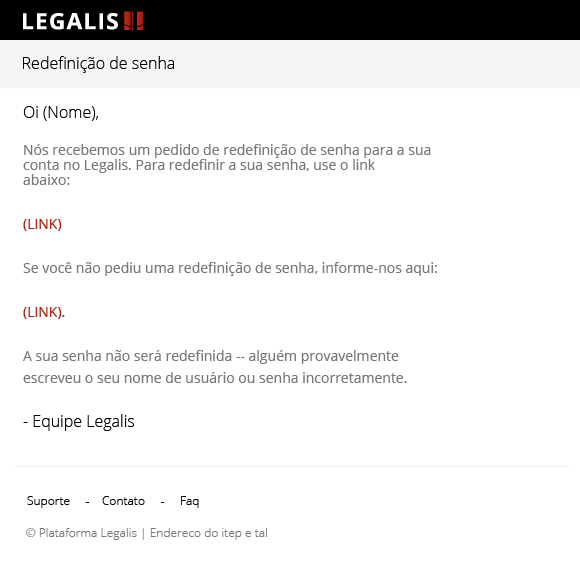 LEGALIS
Redefinição de senha
Oi (Nome),
Nós recebemos um pedido de redefinição de senha para a sua
conta no Legalis. Para redefinir a sua senha, use o link
abaixo:
(LINK)
Se você não pediu uma redefinição de senha, informe-nos aqui:
(LINK).
A sua senha não será redefinida -- alguém provavelmente
escreveu o seu nome de usuário ou senha incorretamente.
- Equipe Legalis
Suporte - Contato - Faq
© Plataforma Legalis | Endereco do itep e tal